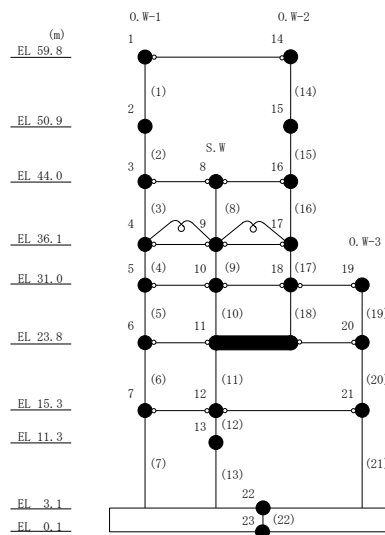 O.W-1 O.W-2
(m)
EL 59.8 1 14
(1) (14)
EL 50.9 2 15
(2) S.W (15)
EL 44.0 3 8 16
(3) (8) (16)
EL 36.1 4 9 17 O.W-3
EL 31.0 5 (4) 10 (9) 18 (17) 19
(5) (10) (18) (19)
EL 23.8 6 11 20
(6) (11) (20)
EL 15.3 7 12 21
(12)
EL 11.3 13
(7) (13) (21)
EL 3.1 22
EL 0.1 23 (22)